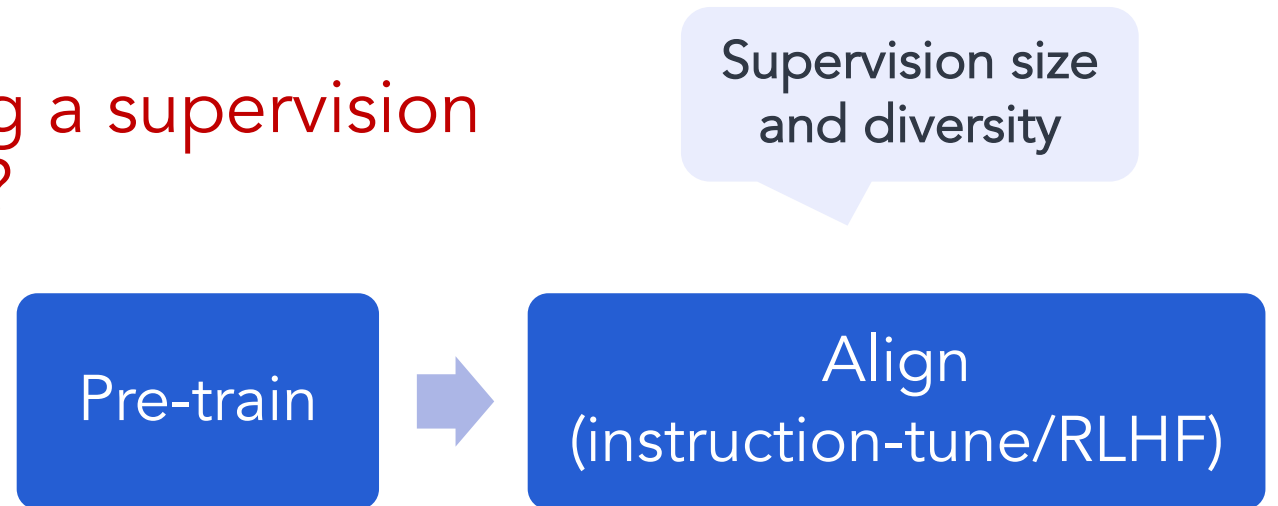 g a supervision
?
Supervision size
and diversity
Pre-train
Align
(instruction-tune/RLHF)